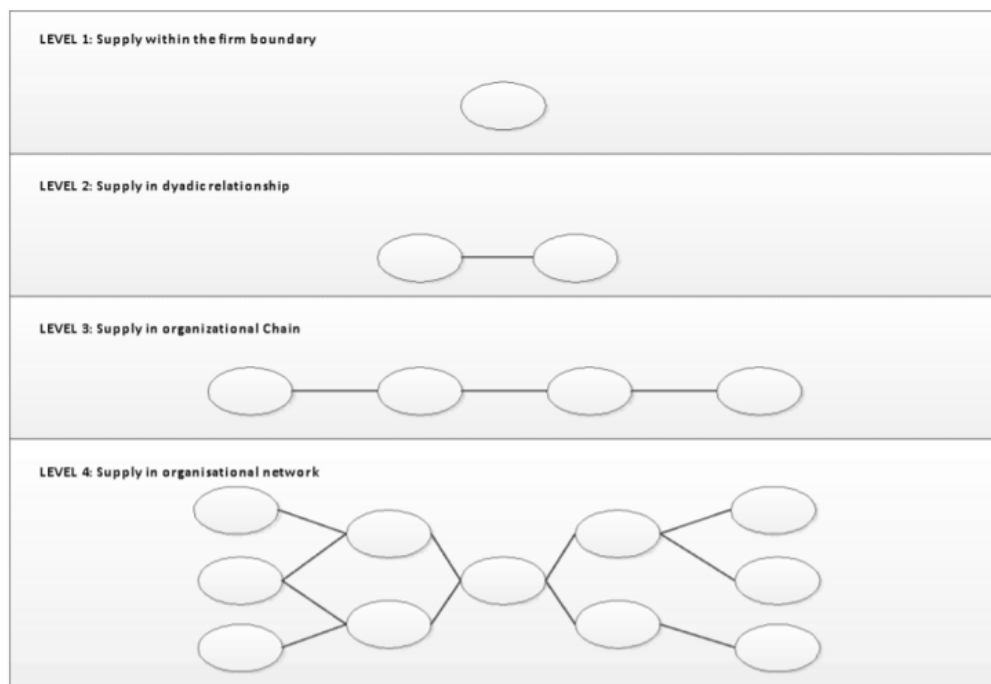 LEVEL 1: Supply within the firm boundary
LEVEL 2: Supply in dyadic relationship
LEVEL 3: Supply in organizational Chain
LEVEL 4: Supply in organisational network